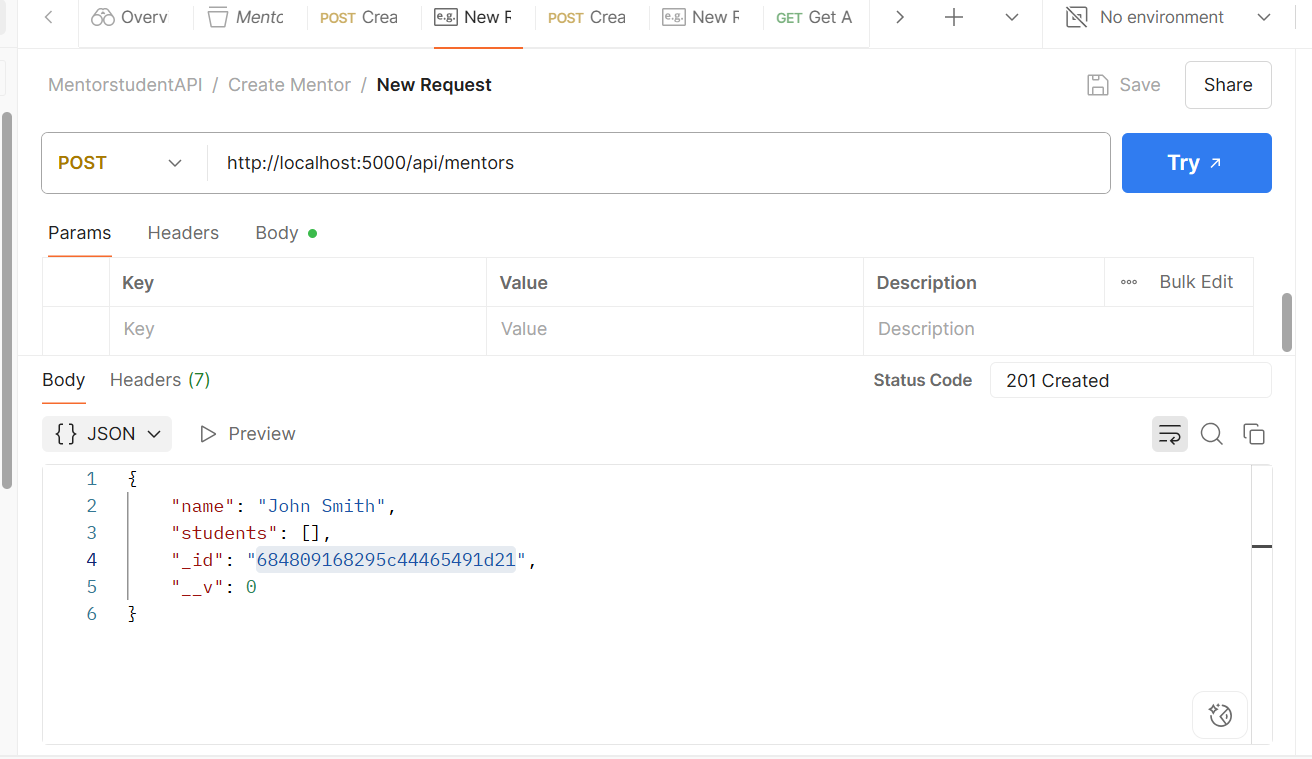 Overv Mento POST Crea e.g. New R POST Crea e.g. New R GET Get A No environment
MentorstudentAPI / Create Mentor / New Request Save Share
POST http://localhost:5000/api/mentors Try
Params Headers Body
Key Value Description Bulk Edit
Key Value Description
Body Headers (7) Status Code 201 Created
{} JSON Preview
1 {
2 "name": "John Smith",
3 "students": [],
4 "_id": "684809168295c44465491d21",
5 "__v": 0
6 }